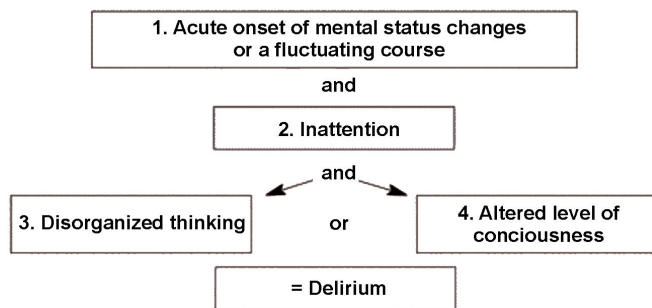 1. Acute onset of mental status changes
or a fluctuating course
and
2. Inattention
and
3. Disorganized thinking
or
4. Altered level of
conciousness
= Delirium